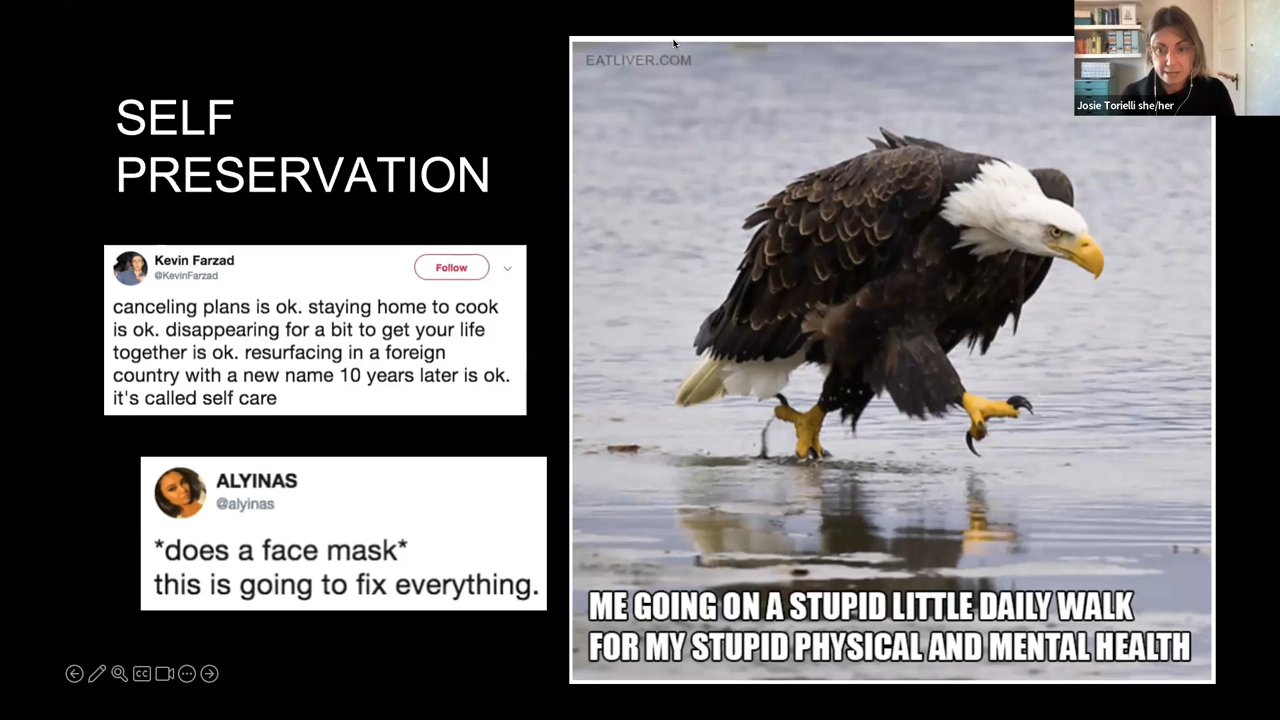 SELF
PRESERVATION
Kevin Farzad
@KevinFarzad
Follow
canceling plans is ok. staying home to cook
is ok. disappearing for a bit to get your life
together is ok. resurfacing in a foreign
country with a new name 10 years later is ok.
it's called self care
ALYINAS
@alyinas
*does a face mask*
this is going to fix everything.
EATLIVER.COM
ME GOING ON A STUPID LITTLE DAILY WALK
FOR MY STUPID PHYSICAL AND MENTAL HEALTH
Josie Torielli she/her
CC